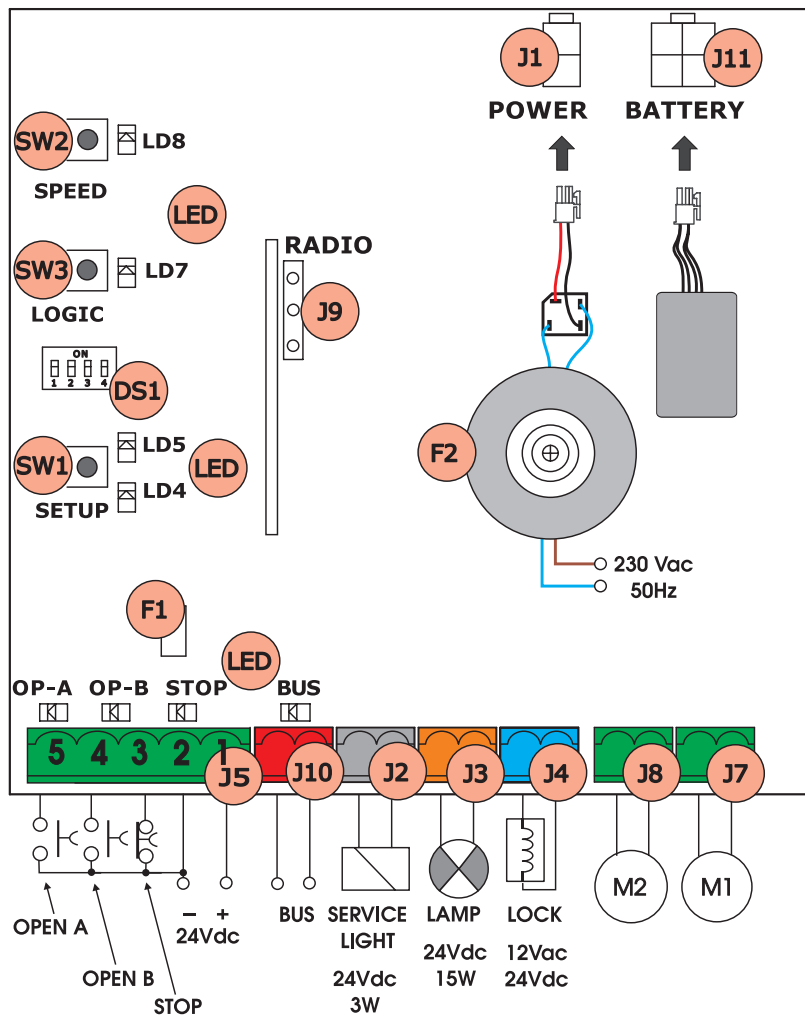 J1
J11
POWER
BATTERY
SW2
LD8
SPEED
LED
RADIO
SW3
LD7
LOGIC
J9
ON
1 2 3 4
DS1
LD5
SW1
LED
LD4
SETUP
F2
230 Vac
50Hz
F1
LED
OP-A OP-B STOP BUS
5 4 3 2 1
J5 J10 J2 J3 J4 J8 J7
M2 M1
− +
24Vdc
OPEN A
OPEN B
STOP
BUS
SERVICE
LIGHT
24Vdc
3W
LAMP
24Vdc
15W
LOCK
12Vac
24Vdc